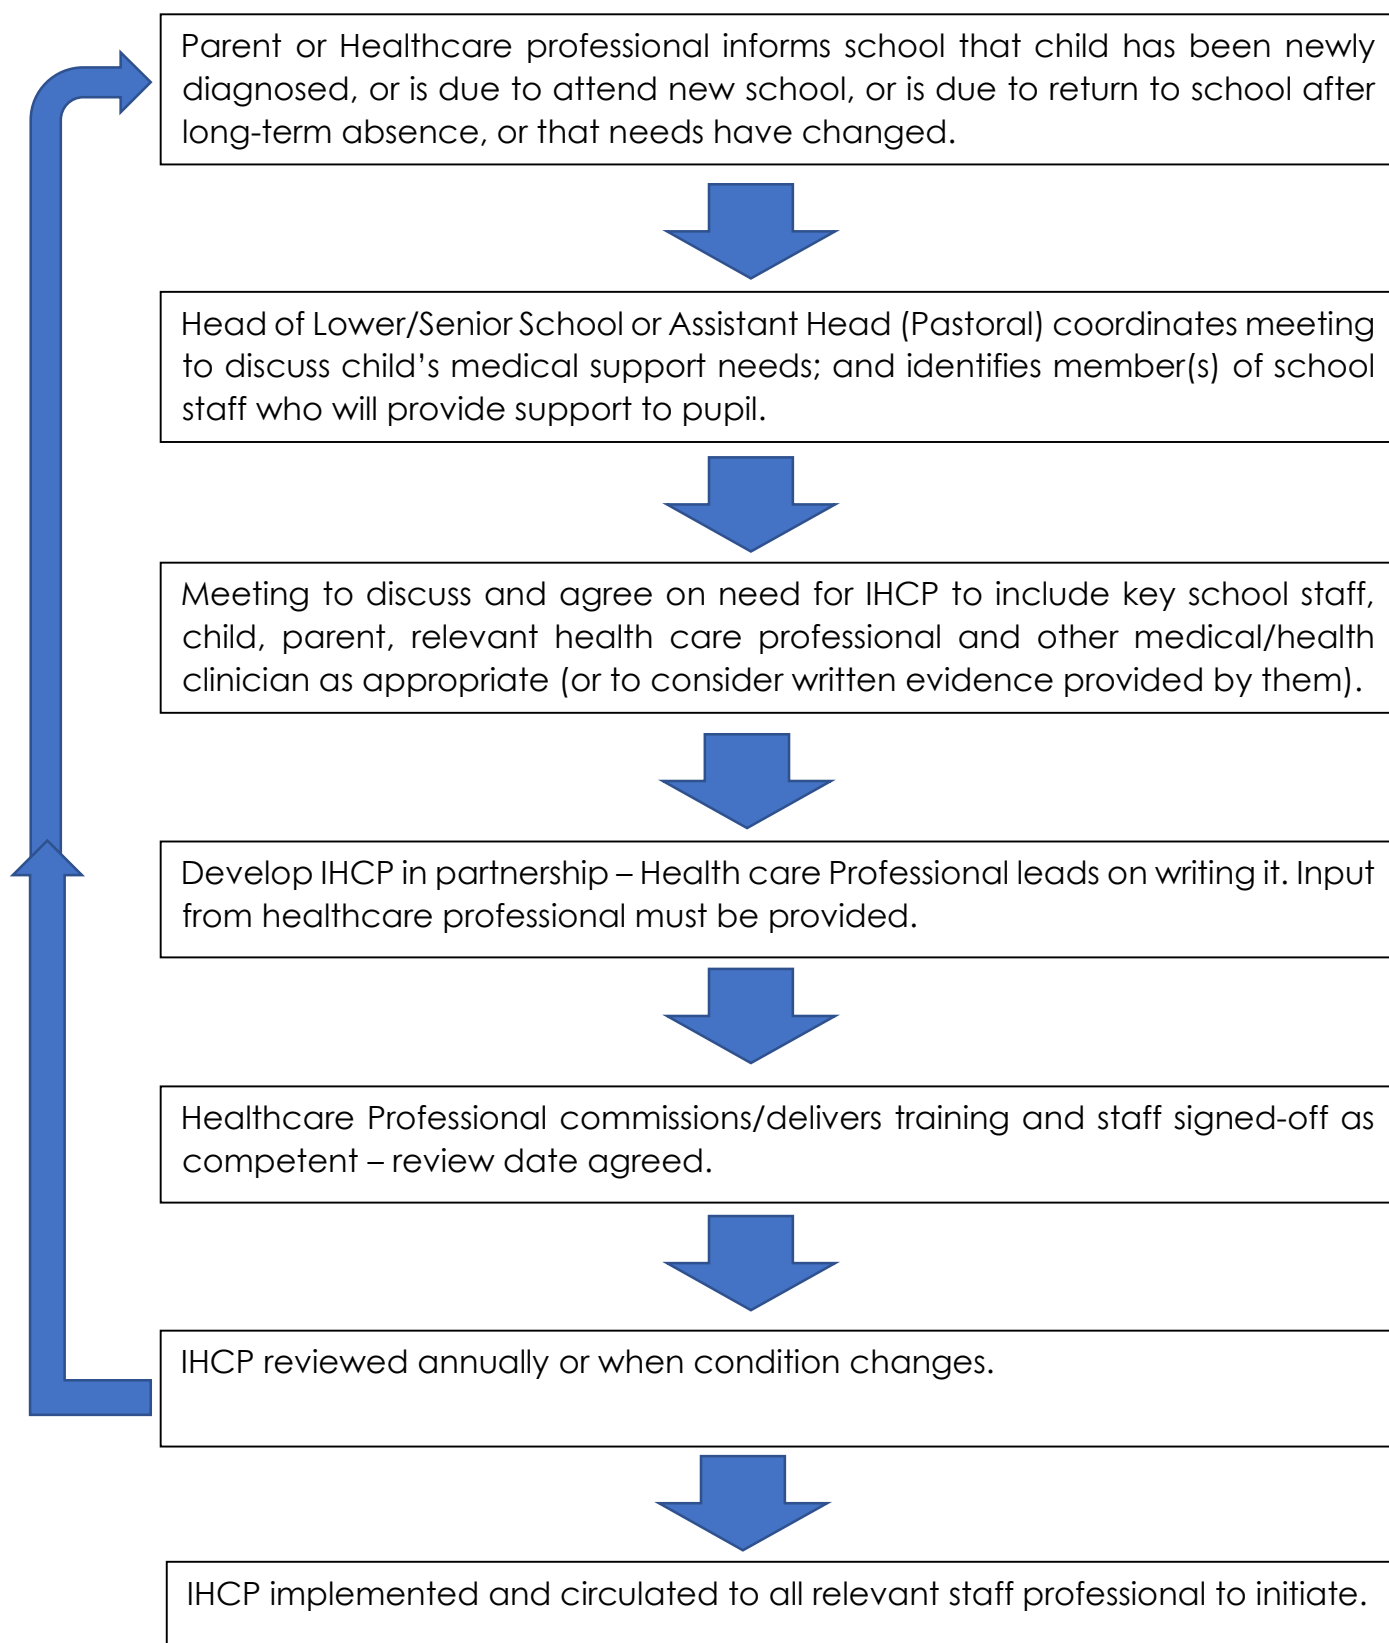 Parent or Healthcare professional informs school that child has been newly
diagnosed, or is due to attend new school, or is due to return to school after
long-term absence, or that needs have changed.
Head of Lower/Senior School or Assistant Head (Pastoral) coordinates meeting
to discuss child’s medical support needs; and identifies member(s) of school
staff who will provide support to pupil.
Meeting to discuss and agree on need for IHCP to include key school staff,
child, parent, relevant health care professional and other medical/health
clinician as appropriate (or to consider written evidence provided by them).
Develop IHCP in partnership – Health care Professional leads on writing it. Input
from healthcare professional must be provided.
Healthcare Professional commissions/delivers training and staff signed-off as
competent – review date agreed.
IHCP reviewed annually or when condition changes.
IHCP implemented and circulated to all relevant staff professional to initiate.